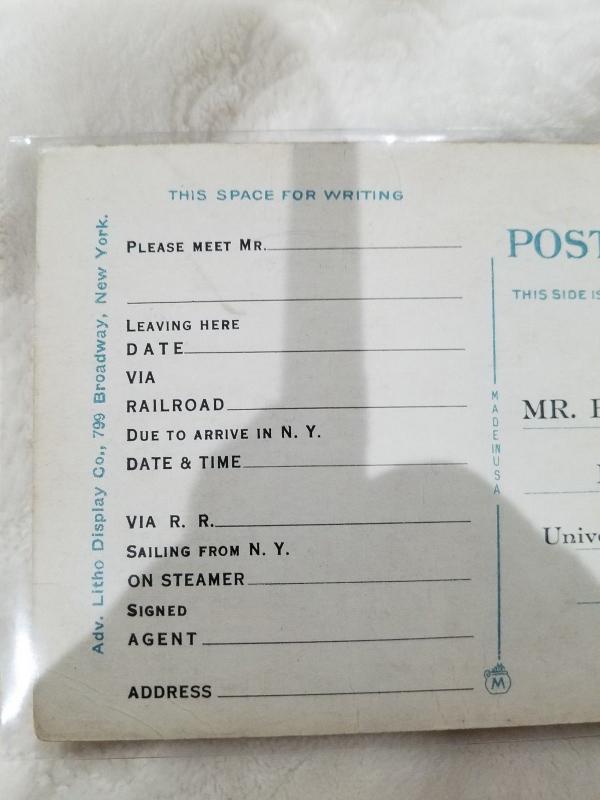 THIS SPACE FOR WRITING
PLEASE MEET MR.
LEAVING HERE
DATE
VIA
RAILROAD
DUE TO ARRIVE IN N. Y.
DATE & TIME
VIA R. R.
SAILING FROM N. Y.
ON STEAMER
SIGNED
AGENT
ADDRESS
Adv. Litho Display Co., 799 Broadway, New York.
MADE IN USA
M
POST
THIS SIDE IS
MR.
Unive